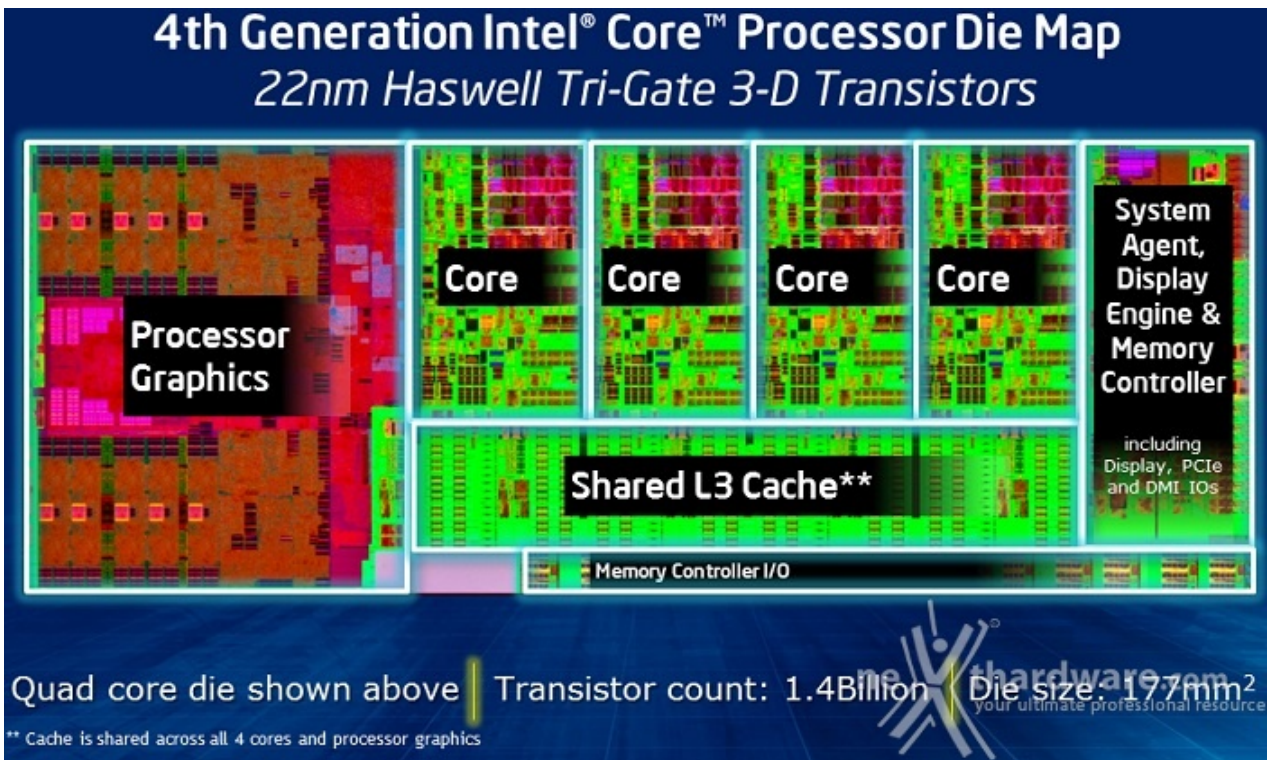 4th Generation Intel® Core™ Processor Die Map
22nm Haswell Tri-Gate 3-D Transistors
Processor
Graphics
Core
Core
Core
Core
System
Agent,
Display
Engine &
Memory
Controller
including
Display, PCIe
and DMI IOs
Shared L3 Cache**
Memory Controller I/O
Quad core die shown above
Transistor count: 1.4Billion
Die size: 177mm²
** Cache is shared across all 4 cores and processor graphics
neXthardware.com
your ultimate professional resource